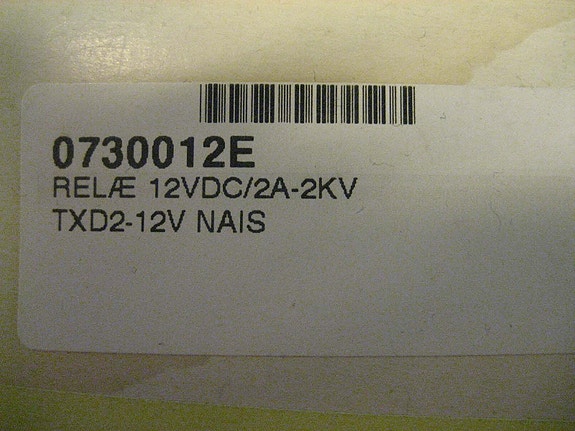 0730012E
RELÆ 12VDC/2A-2KV
TXD2-12V NAIS